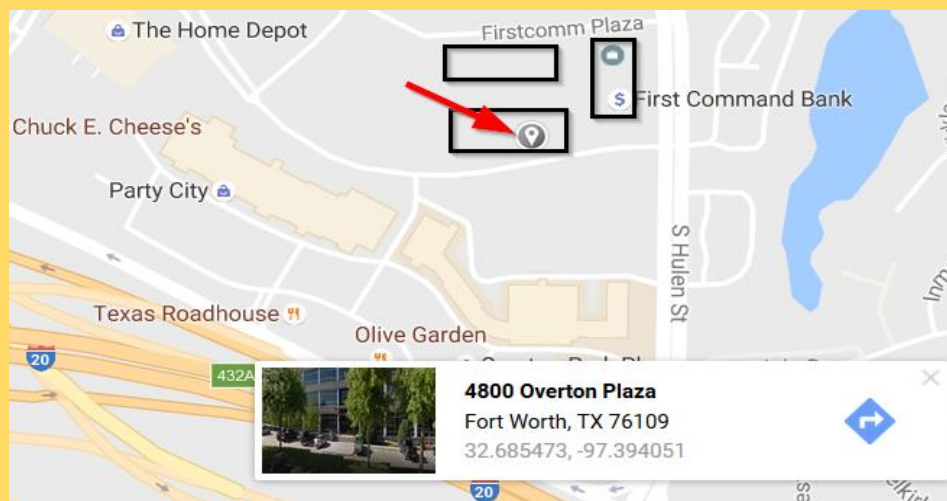 The Home Depot
Firstcomm Plaza
$ First Command Bank
Chuck E. Cheese's
Party City
S Hulen St
Texas Roadhouse
Olive Garden
20
432A
4800 Overton Plaza
Fort Worth, TX 76109
32.685473, -97.394051
20